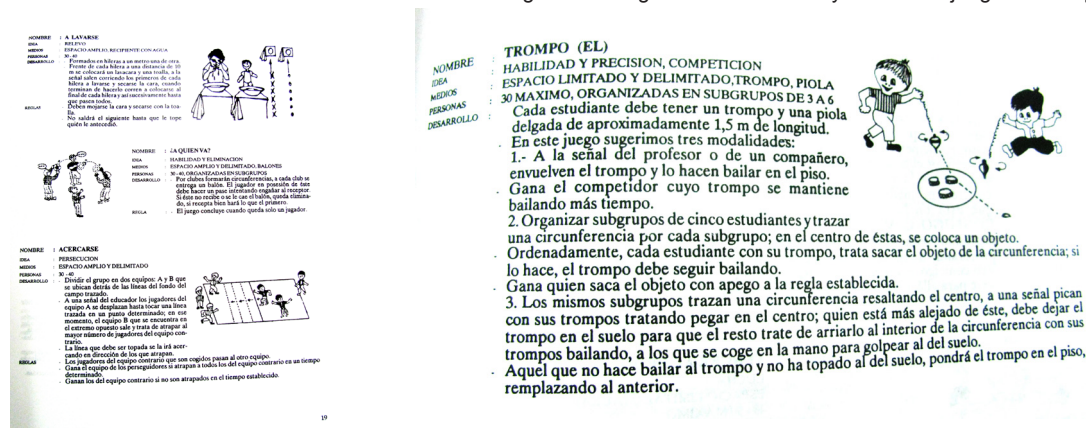 NOMBRE : A LAVARSE
IDEA : RELEVO
MEDIOS : ESPACIO AMPLIO, RECIPIENTE CON AGUA
PERSONAS : 30 - 40
DESARROLLO : - Formados en hileras a un metro una de otra.
Frente de cada hilera a una distancia de 10
m se colocará un lavacara y una toalla, a la
señal salen corriendo los primeros de cada
hilera a lavarse y secarse la cara, cuando
terminan de hacerlo corren a colocarse al
final de cada hilera y así sucesivamente hasta
que pasen todos.
REGLAS : - Deben mojarse la cara y secarse con la toa-
lla.
- No saldrá el siguiente hasta que le tope
quién le antecedió.
NOMBRE : ¿A QUIEN VA?
IDEA : HABILIDAD Y ELIMINACION
MEDIOS : ESPACIO AMPLIO Y DELIMITADO, BALONES
PERSONAS : 30 - 40, ORGANIZADAS EN SUBGRUPOS
DESARROLLO : - Por clubes formarán circunferencias, a cada club se
entrega un balón. El jugador en posesión de éste
debe hacer un pase intentando engañar al receptor.
Si éste no recibe o se le cae el balón, queda elimina-
do, si recepta bien hará lo que el primero.
REGLA : - El juego concluye cuando queda solo un jugador.
NOMBRE : ACERCARSE
IDEA : PERSECUCION
MEDIOS : ESPACIO AMPLIO Y DELIMITADO
PERSONAS : 30 - 40
DESARROLLO : - Dividir el grupo en dos equipos: A y B que
se ubican detrás de las líneas del fondo del
campo trazado.
- A una señal del educador los jugadores del
equipo A se desplazan hasta tocar una línea
trazada en un punto determinado; en ese
momento, el equipo B que se encuentra en
el extremo opuesto sale y trata de atrapar al
mayor número de jugadores del equipo con-
trario.
- La línea que debe ser topada se la irá acer-
cando en dirección de los que atrapan.
REGLAS - Los jugadores del equipo contrario que son cogidos pasan al otro equipo.
- Gana el equipo de los perseguidores si atrapan a todos los del equipo contrario en un tiempo
determinado.
- Ganan los del equipo contrario si no son atrapados en el tiempo establecido.
19
NOMBRE : TROMPO (EL)
IDEA : HABILIDAD Y PRECISION, COMPETICION
MEDIOS : ESPACIO LIMITADO Y DELIMITADO, TROMPO, PIOLA
PERSONAS : 30 MAXIMO, ORGANIZADAS EN SUBGRUPOS DE 3 A 6
DESARROLLO : Cada estudiante debe tener un trompo y una piola
delgada de aproximadamente 1,5 m de longitud.
- En este juego sugerimos tres modalidades:
1.- A la señal del profesor o de un compañero,
envuelven el trompo y lo hacen bailar en el piso.
- Gana el competidor cuyo trompo se mantiene
bailando más tiempo.
2. Organizar subgrupos de cinco estudiantes y trazar
una circunferencia por cada subgrupo; en el centro de éstas, se coloca un objeto.
- Ordenadamente, cada estudiante con su trompo, trata sacar el objeto de la circunferencia; si
lo hace, el trompo debe seguir bailando.
- Gana quien saca el objeto con apego a la regla establecida.
3. Los mismos subgrupos trazan una circunferencia resaltando el centro, a una señal pican
con sus trompos tratando pegar en el centro; quien está más alejado de éste, debe dejar el
trompo en el suelo para que el resto trate de arriarlo al interior de la circunferencia con sus
trompos bailando, a los que se coge en la mano para golpear al del suelo.
- Aquel que no hace bailar al trompo y no ha topado al del suelo, pondrá el trompo en el piso,
remplazando al anterior.